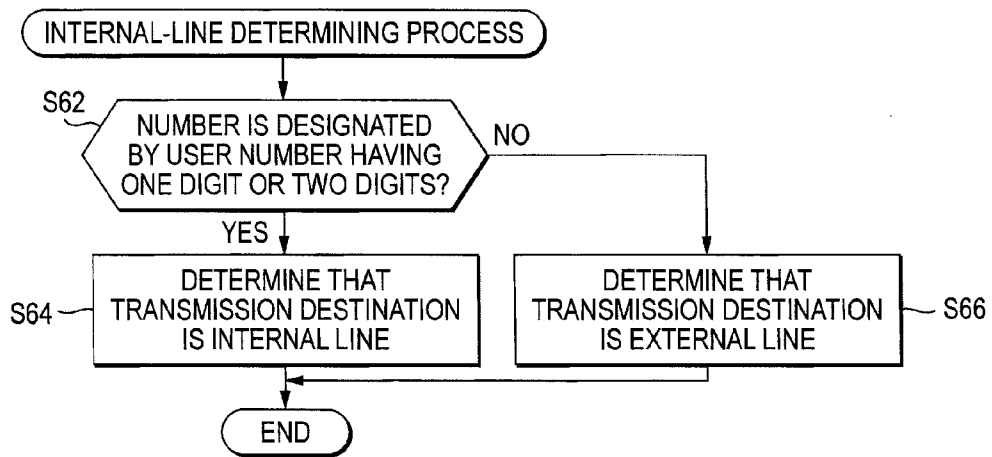 INTERNAL-LINE DETERMINING PROCESS
S62
NUMBER IS DESIGNATED
BY USER NUMBER HAVING
ONE DIGIT OR TWO DIGITS?
NO
YES
S64
DETERMINE THAT
TRANSMISSION DESTINATION
IS INTERNAL LINE
DETERMINE THAT
TRANSMISSION DESTINATION
IS EXTERNAL LINE
S66
END